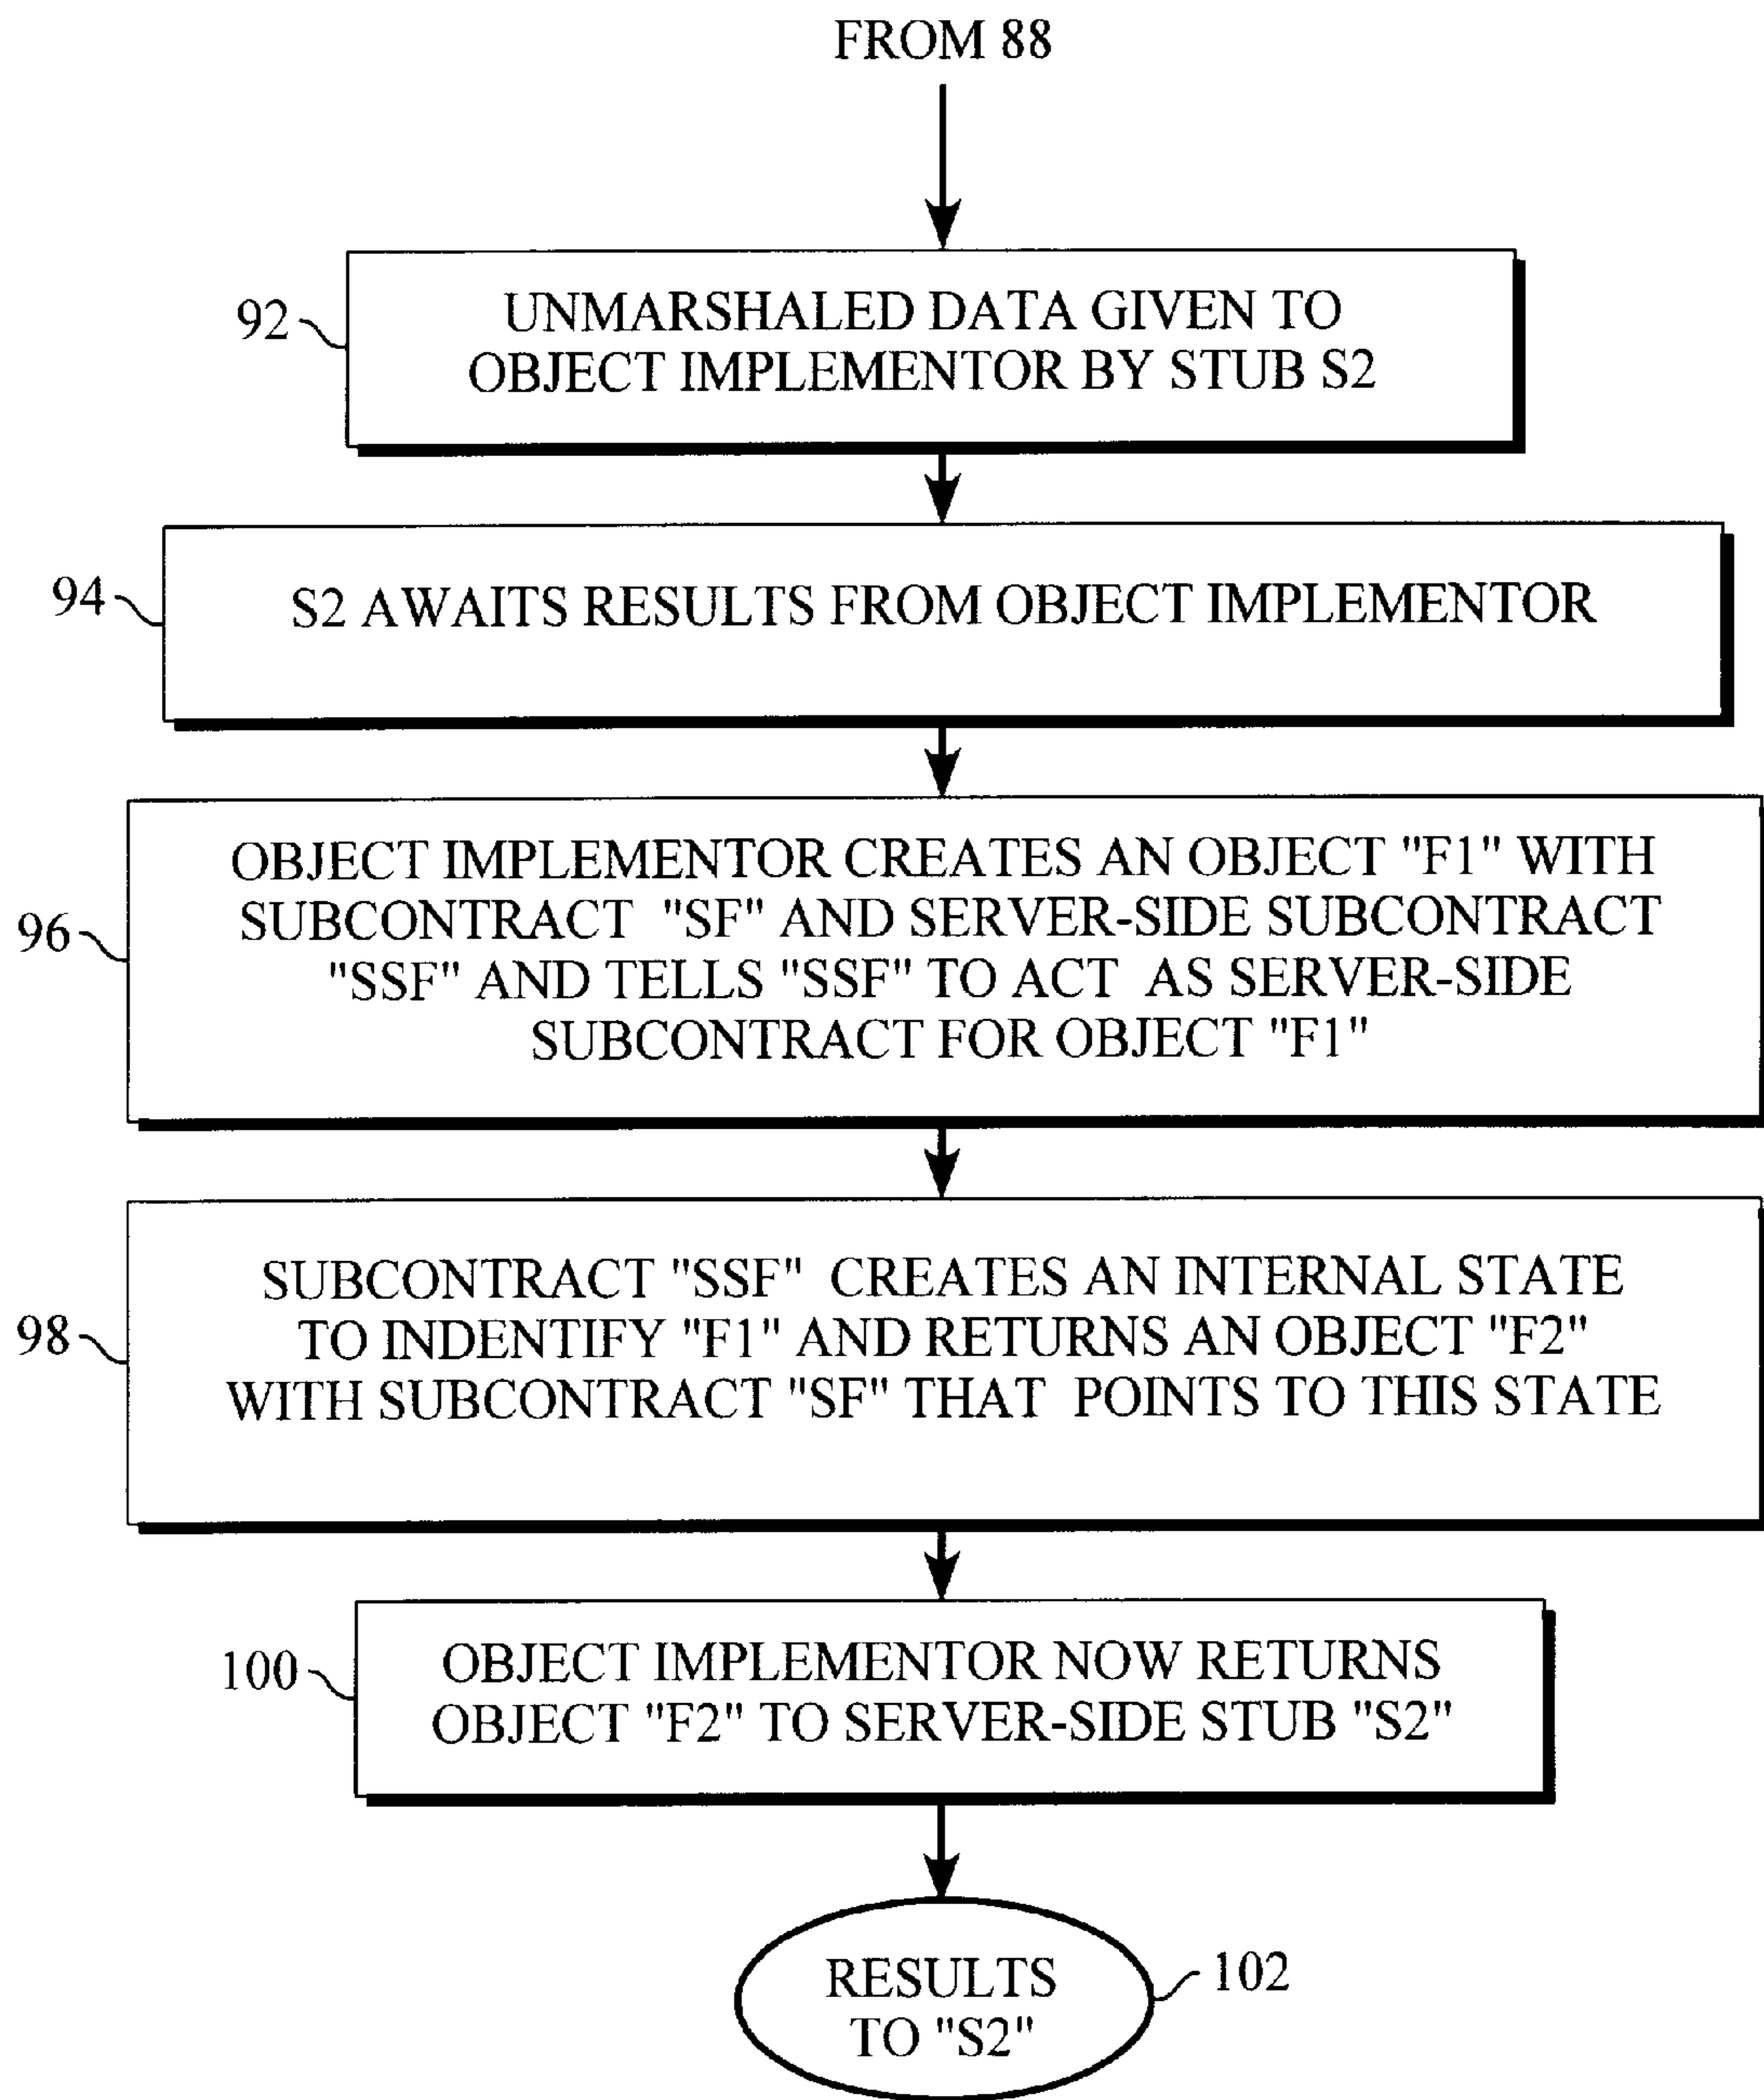 FROM 88
92
UNMARSHALED DATA GIVEN TO
OBJECT IMPLEMENTOR BY STUB S2
94
S2 AWAITS RESULTS FROM OBJECT IMPLEMENTOR
96
OBJECT IMPLEMENTOR CREATES AN OBJECT "F1" WITH
SUBCONTRACT "SF" AND SERVER-SIDE SUBCONTRACT
"SSF" AND TELLS "SSF" TO ACT AS SERVER-SIDE
SUBCONTRACT FOR OBJECT "F1"
98
SUBCONTRACT "SSF" CREATES AN INTERNAL STATE
TO INDENTIFY "F1" AND RETURNS AN OBJECT "F2"
WITH SUBCONTRACT "SF" THAT POINTS TO THIS STATE
100
OBJECT IMPLEMENTOR NOW RETURNS
OBJECT "F2" TO SERVER-SIDE STUB "S2"
RESULTS
TO "S2"
102